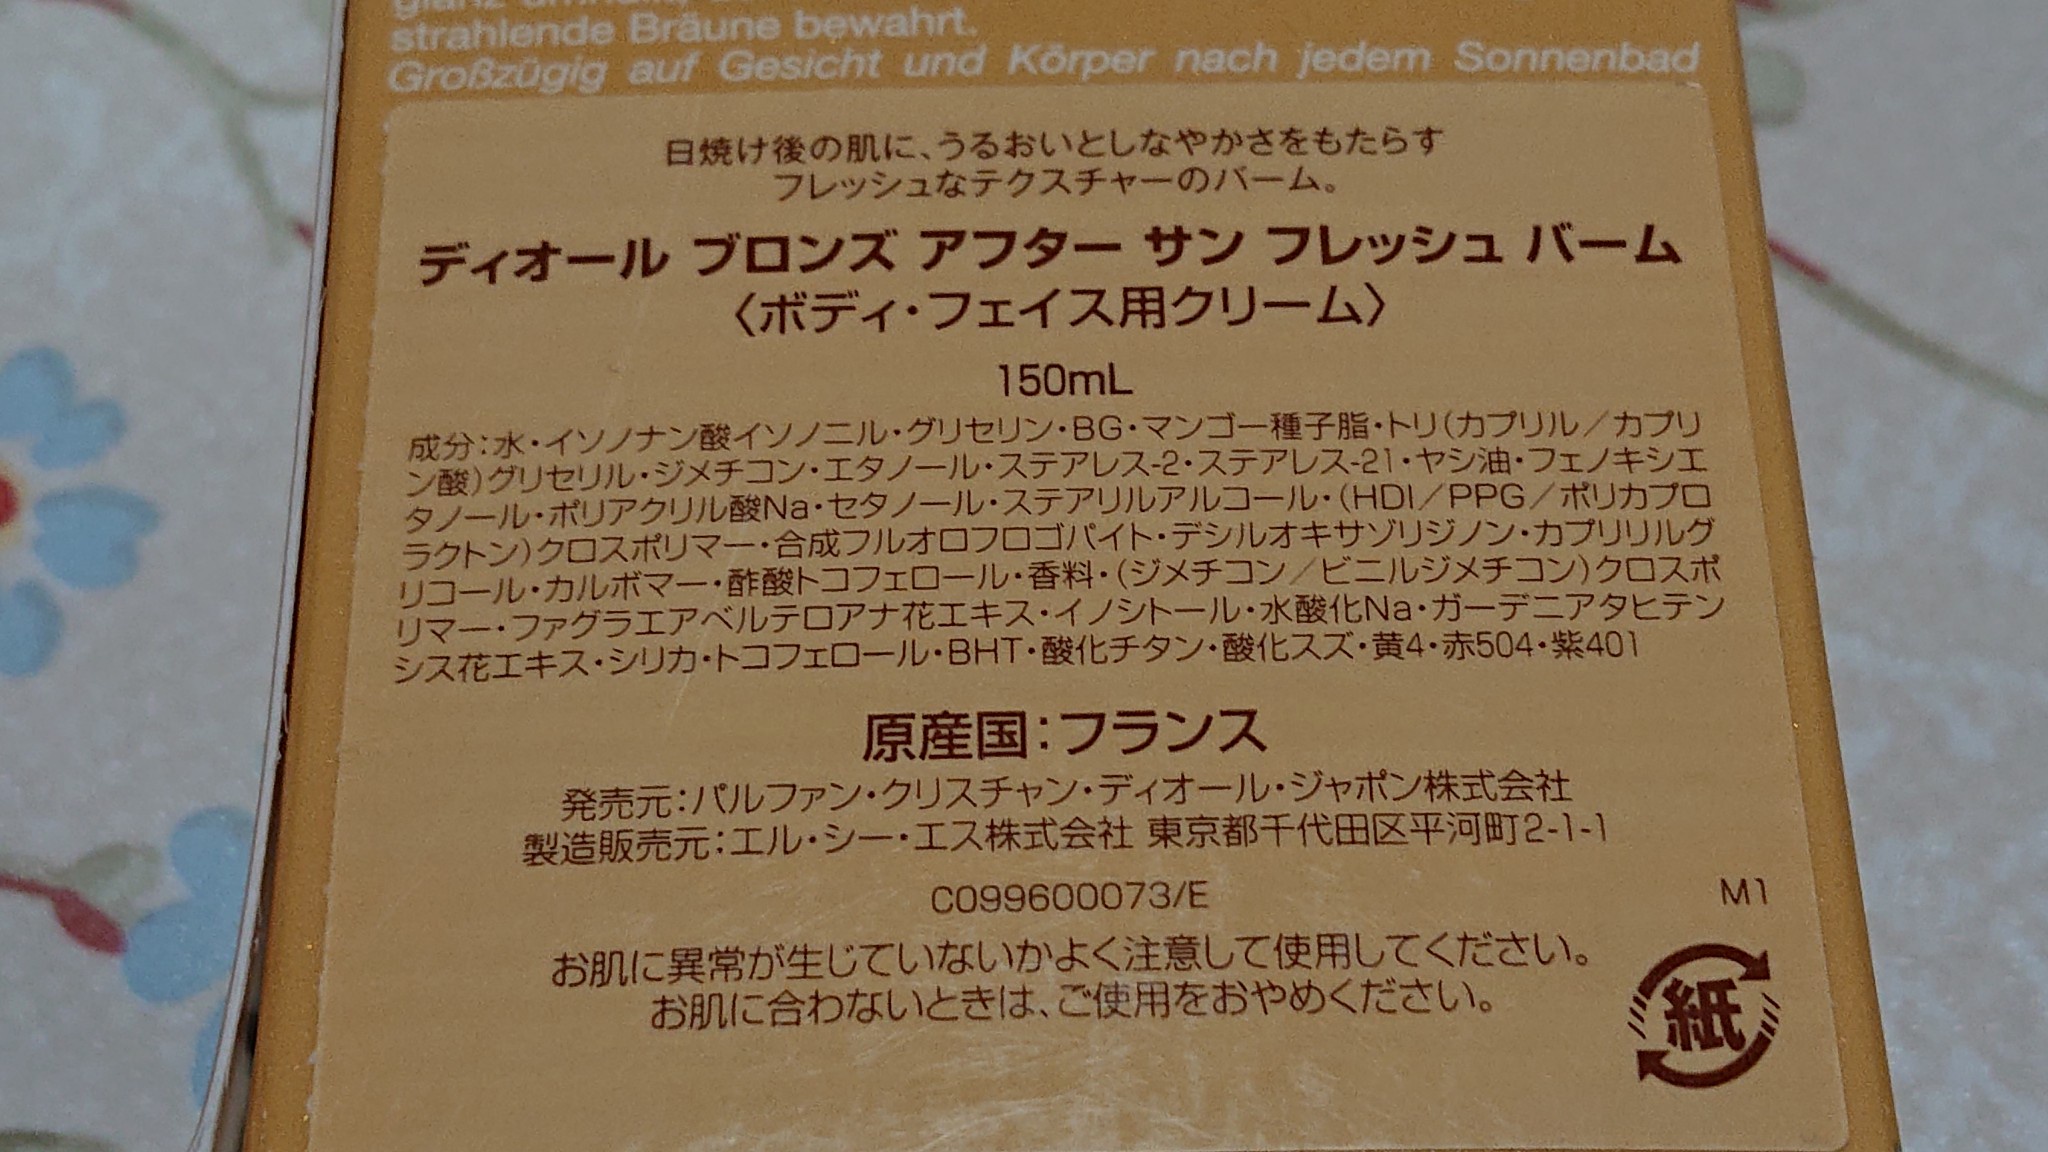 strahlende Bräune bewahrt.
Großzügig auf Gesicht und Körper nach jedem Sonnenbad
日焼け後の肌に、うるおいとしなやかさをもたらす
フレッシュなテクスチャーのバーム。
ディオール ブロンズ アフター サン フレッシュ バーム
〈ボディ・フェイス用クリーム〉
150mL
成分:水・イソノナン酸イソノニル・グリセリン・BG・マンゴー種子脂・トリ(カプリル/カプリ
ン酸)グリセリル・ジメチコン・エタノール・ステアレス-2・ステアレス-21・ヤシ油・フェノキシエ
タノール・ポリアクリル酸Na・セタノール・ステアリルアルコール・(HDI/PPG/ポリカプロ
ラクトン)クロスポリマー・合成フルオロフロゴパイト・デシルオキサゾリジノン・カプリリルグ
リコール・カルボマー・酢酸トコフェロール・香料・(ジメチコン/ビニルジメチコン)クロスポ
リマー・ファグラエアベルテロアナ花エキス・イノシトール・水酸化Na・ガーデニアタヒテン
シス花エキス・シリカ・トコフェロール・BHT・酸化チタン・酸化スズ・黄4・赤504・紫401
原産国:フランス
発売元:パルファン・クリスチャン・ディオール・ジャポン株式会社
製造販売元:エル・シー・エス株式会社 東京都千代田区平河町2-1-1
C099600073/E
M1
お肌に異常が生じていないかよく注意して使用してください。
お肌に合わないときは、ご使用をおやめください。
紙